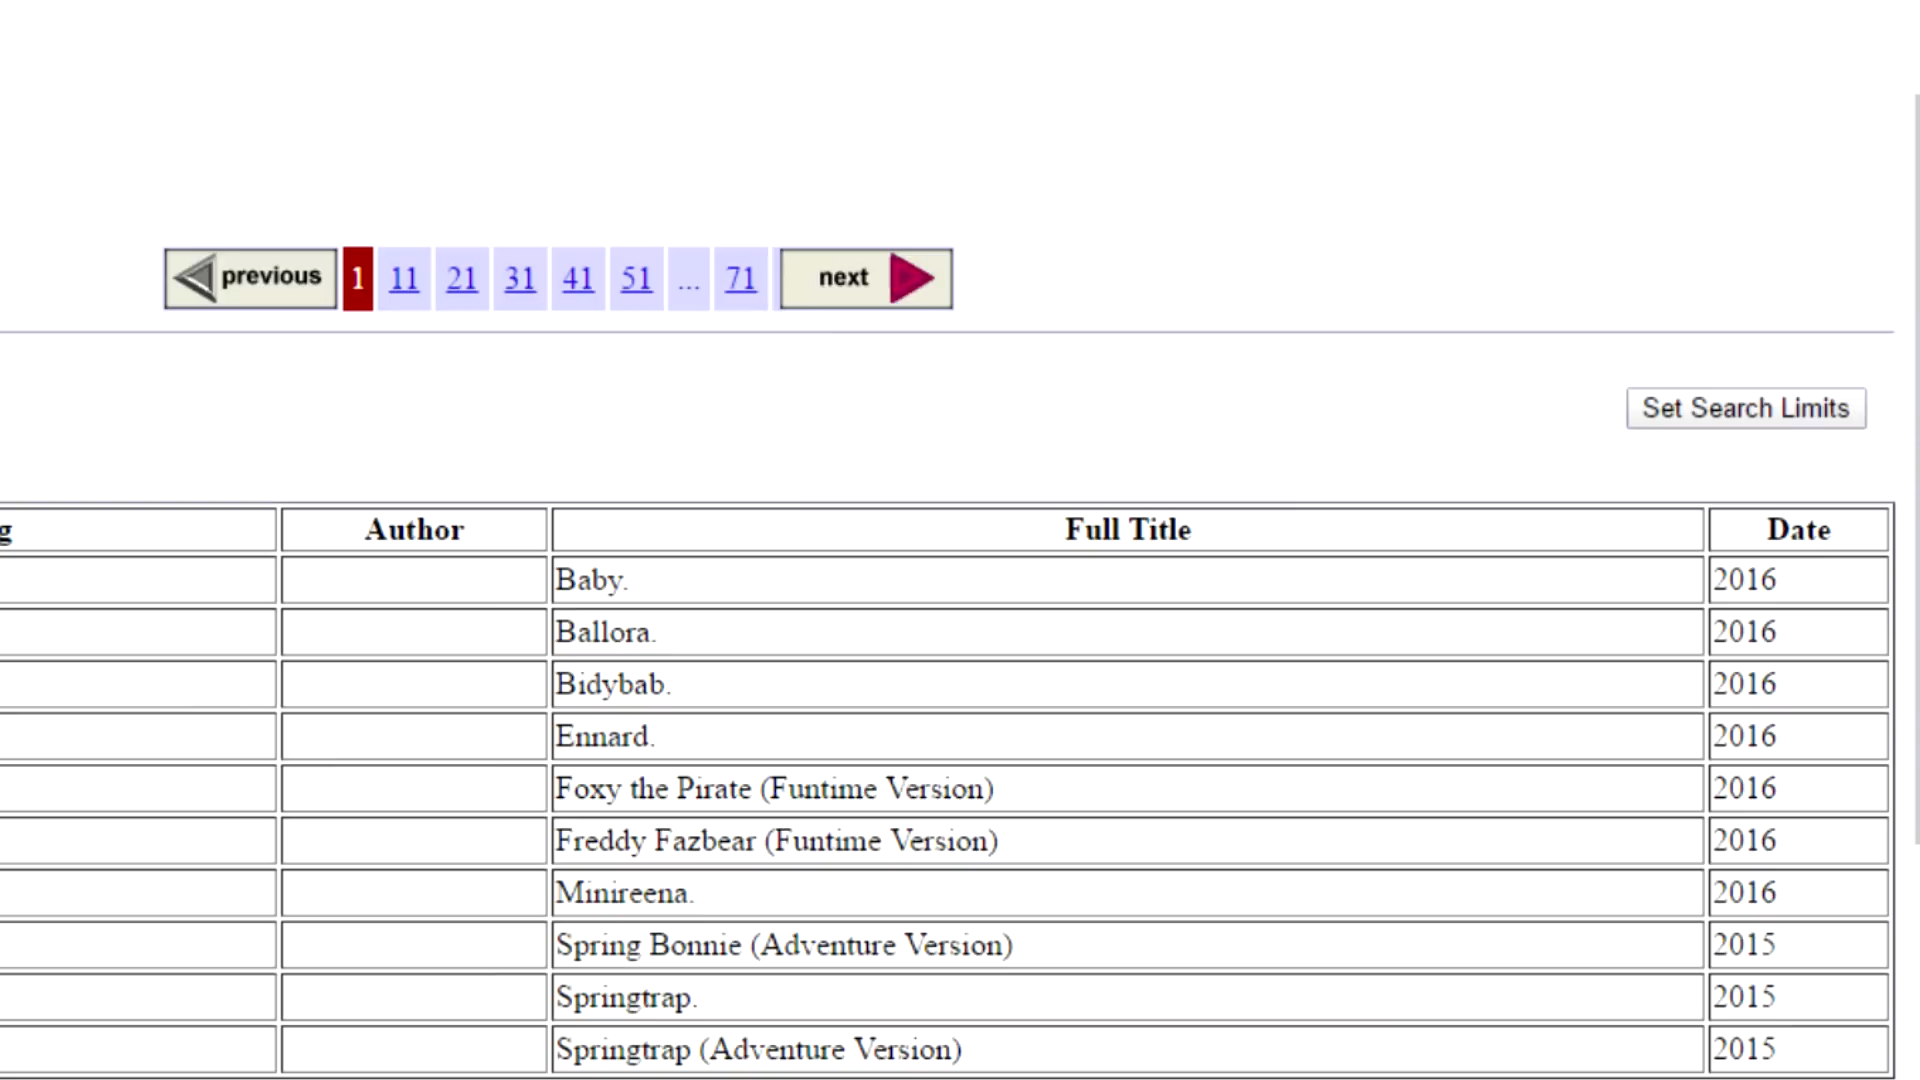 previous 1 11 21 31 41 51 ... 71 next
Set Search Limits
g Author Full Title Date
Baby. 2016
Ballora. 2016
Bidybab. 2016
Ennard. 2016
Foxy the Pirate (Funtime Version) 2016
Freddy Fazbear (Funtime Version) 2016
Minireena. 2016
Spring Bonnie (Adventure Version) 2015
Springtrap. 2015
Springtrap (Adventure Version) 2015